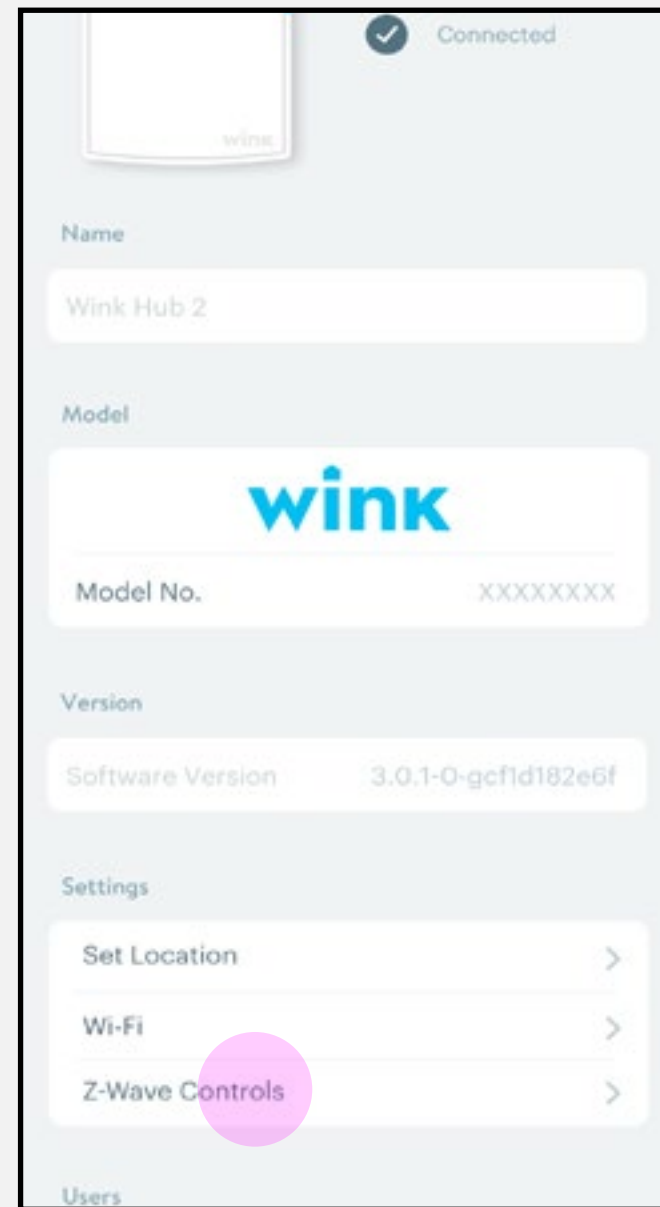 Connected
wink
Name
Wink Hub 2
Model
wink
Model No. XXXXXXXX
Version
Software Version 3.0.1-0-gcf1d182e6f
Settings
Set Location
Wi-Fi
Z-Wave Controls
Users